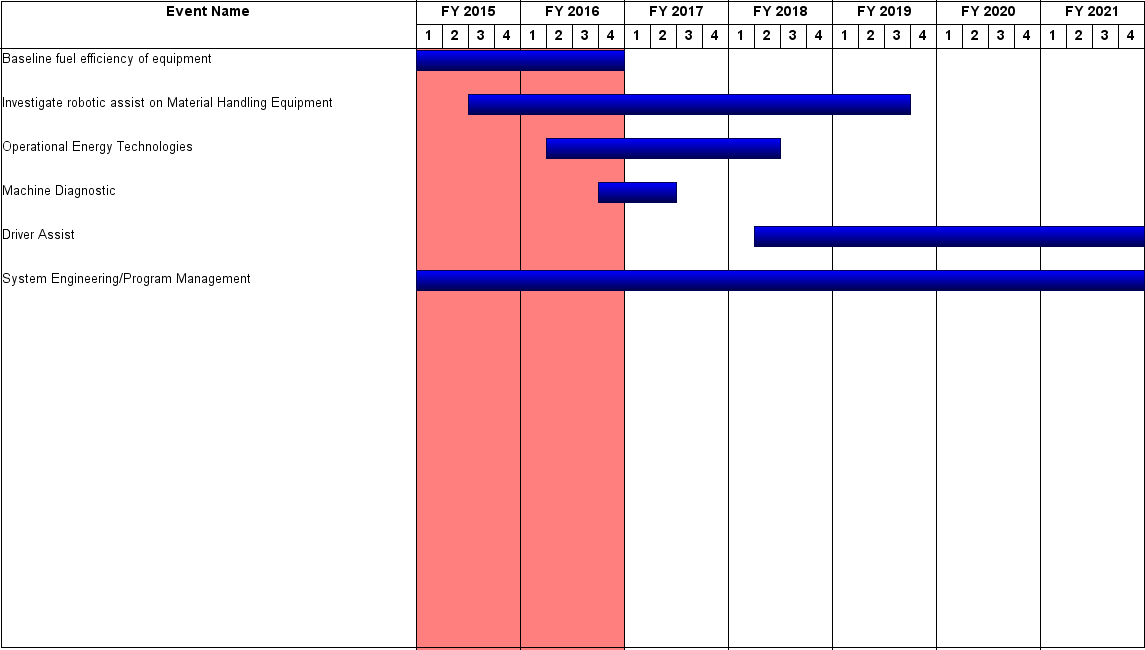 Event Name FY 2015 FY 2016 FY 2017 FY 2018 FY 2019 FY 2020 FY 2021
1 2 3 4 1 2 3 4 1 2 3 4 1 2 3 4 1 2 3 4 1 2 3 4 1 2 3 4
Baseline fuel efficiency of equipment
Investigate robotic assist on Material Handling Equipment
Operational Energy Technologies
Machine Diagnostic
Driver Assist
System Engineering/Program Management